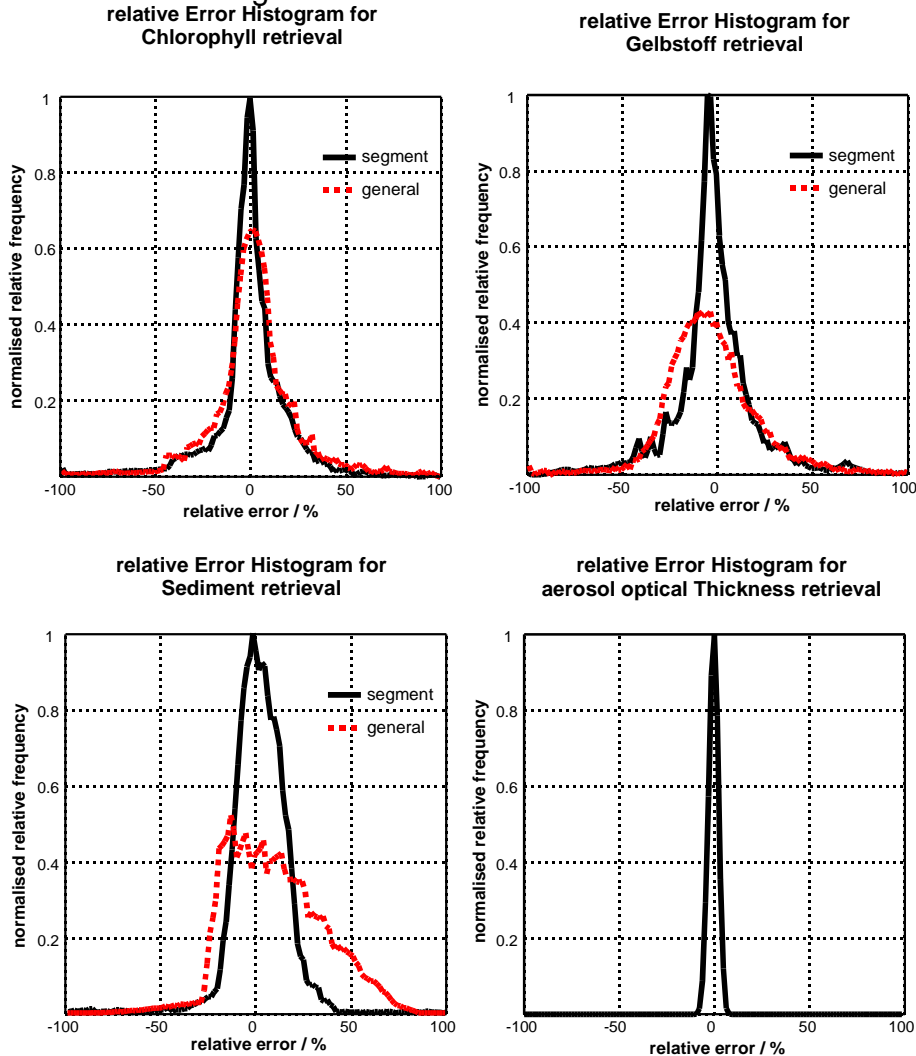 relative Error Histogram for
Chlorophyll retrieval
normalised relative frequency
1
0.8
0.6
0.4
0.2
segment
general
-100
-50
0
50
100
relative error / %
relative Error Histogram for
Gelbstoff retrieval
normalised relative frequency
1
0.8
0.6
0.4
0.2
segment
general
-100
-50
0
50
100
relative error / %
relative Error Histogram for
Sediment retrieval
normalised relative frequency
1
0.8
0.6
0.4
0.2
segment
general
-100
-50
0
50
100
relative error / %
relative Error Histogram for
aerosol optical Thickness retrieval
normalised relative frequency
1
0.8
0.6
0.4
0.2
-100
-50
0
50
100
relative error / %